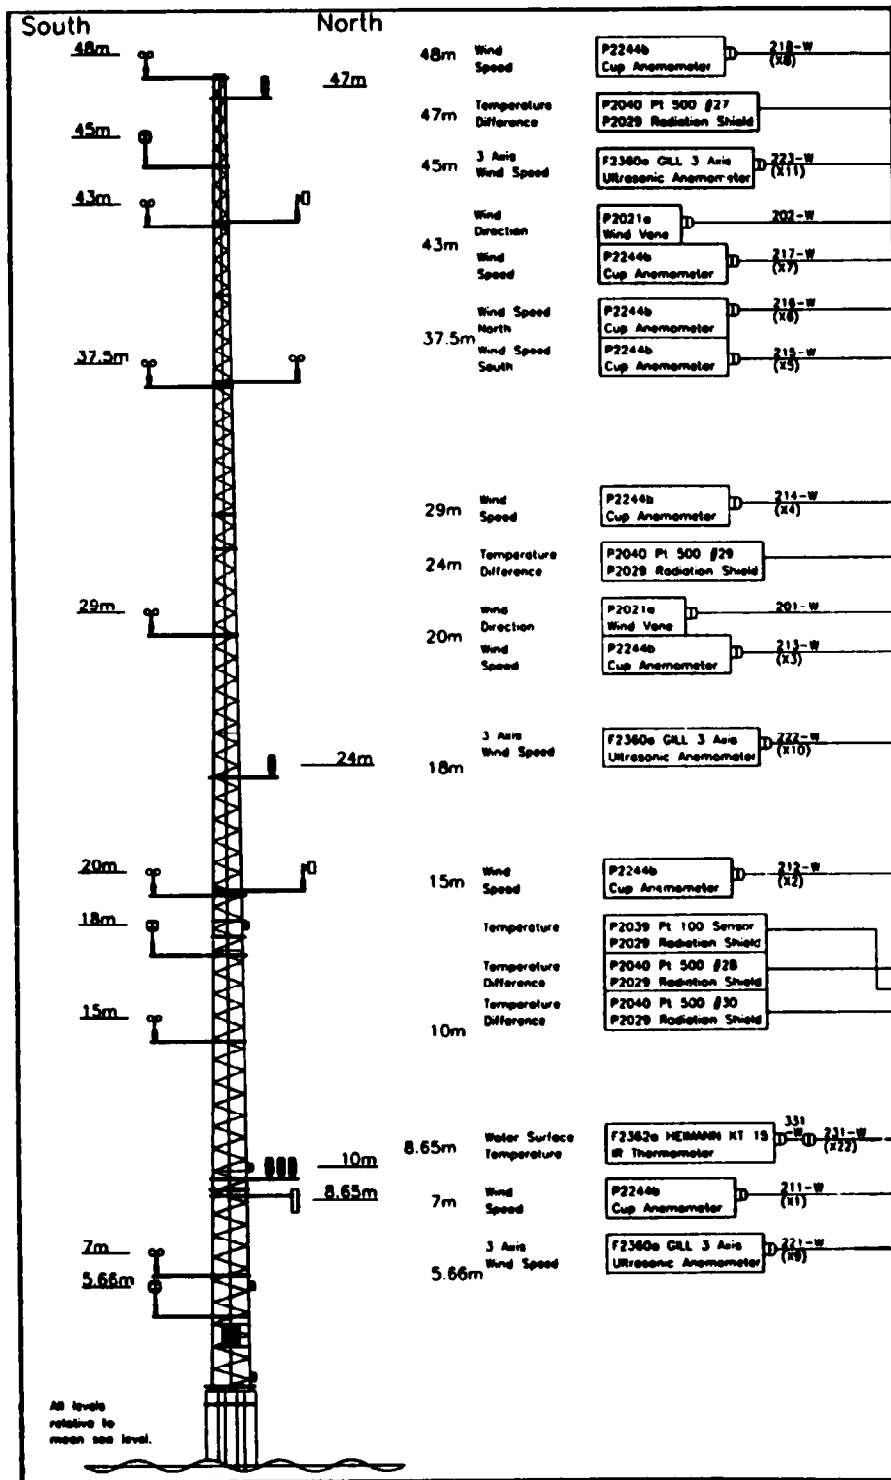 South
North
48m
47m
45m
43m
37.5m
29m
24m
20m
18m
15m
10m
8.65m
7m
5.66m
All levels
relative to
mean sea level.
48m
Wind
Speed
P2244b
Cup Anemometer
218-W
(X8)
47m
Temperature
Difference
P2040 Pt 500 #27
P2029 Radiation Shield
45m
3 Axis
Wind Speed
F2360a GILL 3 Axis
Ultrasonic Anemometer
223-W
(X11)
43m
Wind
Direction
P2021a
Wind Vane
202-W
Wind
Speed
P2244b
Cup Anemometer
217-W
(X7)
37.5m
Wind Speed
North
P2244b
Cup Anemometer
216-W
(X6)
Wind Speed
South
P2244b
Cup Anemometer
215-W
(X5)
29m
Wind
Speed
P2244b
Cup Anemometer
214-W
(X4)
24m
Temperature
Difference
P2040 Pt 500 #29
P2029 Radiation Shield
20m
Wind
Direction
P2021a
Wind Vane
201-W
Wind
Speed
P2244b
Cup Anemometer
213-W
(X3)
18m
3 Axis
Wind Speed
F2360a GILL 3 Axis
Ultrasonic Anemometer
222-W
(X10)
15m
Wind
Speed
P2244b
Cup Anemometer
212-W
(X2)
10m
Temperature
P2039 Pt 100 Sensor
P2029 Radiation Shield
Temperature
Difference
P2040 Pt 500 #28
P2029 Radiation Shield
Temperature
Difference
P2040 Pt 500 #30
P2029 Radiation Shield
8.65m
Water Surface
Temperature
F2362a HEIMANN KT 15
IR Thermometer
331
-W
231-W
(X22)
7m
Wind
Speed
P2244b
Cup Anemometer
211-W
(X1)
5.66m
3 Axis
Wind Speed
F2360a GILL 3 Axis
Ultrasonic Anemometer
221-W
(X9)